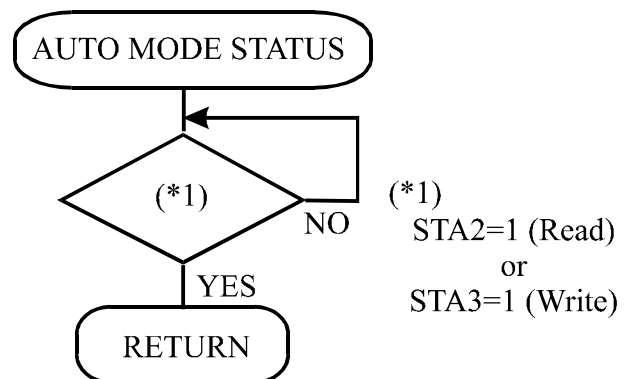 AUTO MODE STATUS
(*1)
NO
(*1)
STA2=1 (Read)
or
STA3=1 (Write)
YES
RETURN